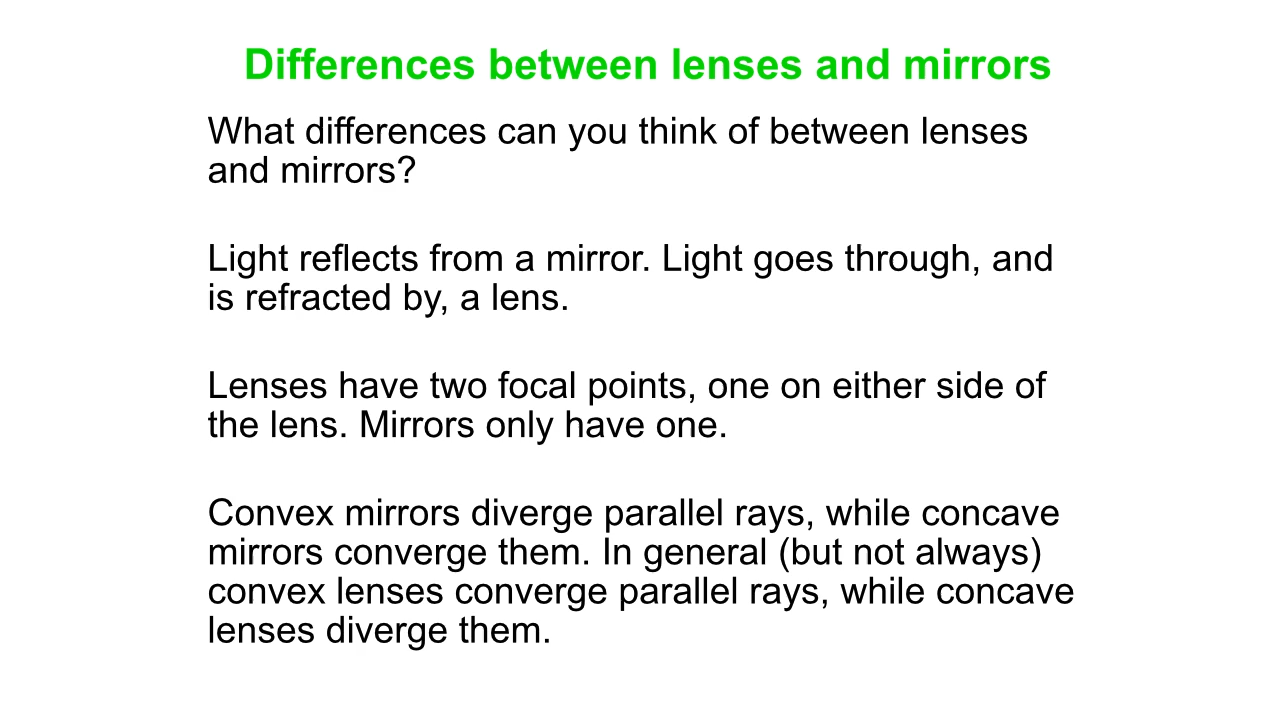 Differences between lenses and mirrors
What differences can you think of between lenses
and mirrors?
Light reflects from a mirror. Light goes through, and
is refracted by, a lens.
Lenses have two focal points, one on either side of
the lens. Mirrors only have one.
Convex mirrors diverge parallel rays, while concave
mirrors converge them. In general (but not always)
convex lenses converge parallel rays, while concave
lenses diverge them.